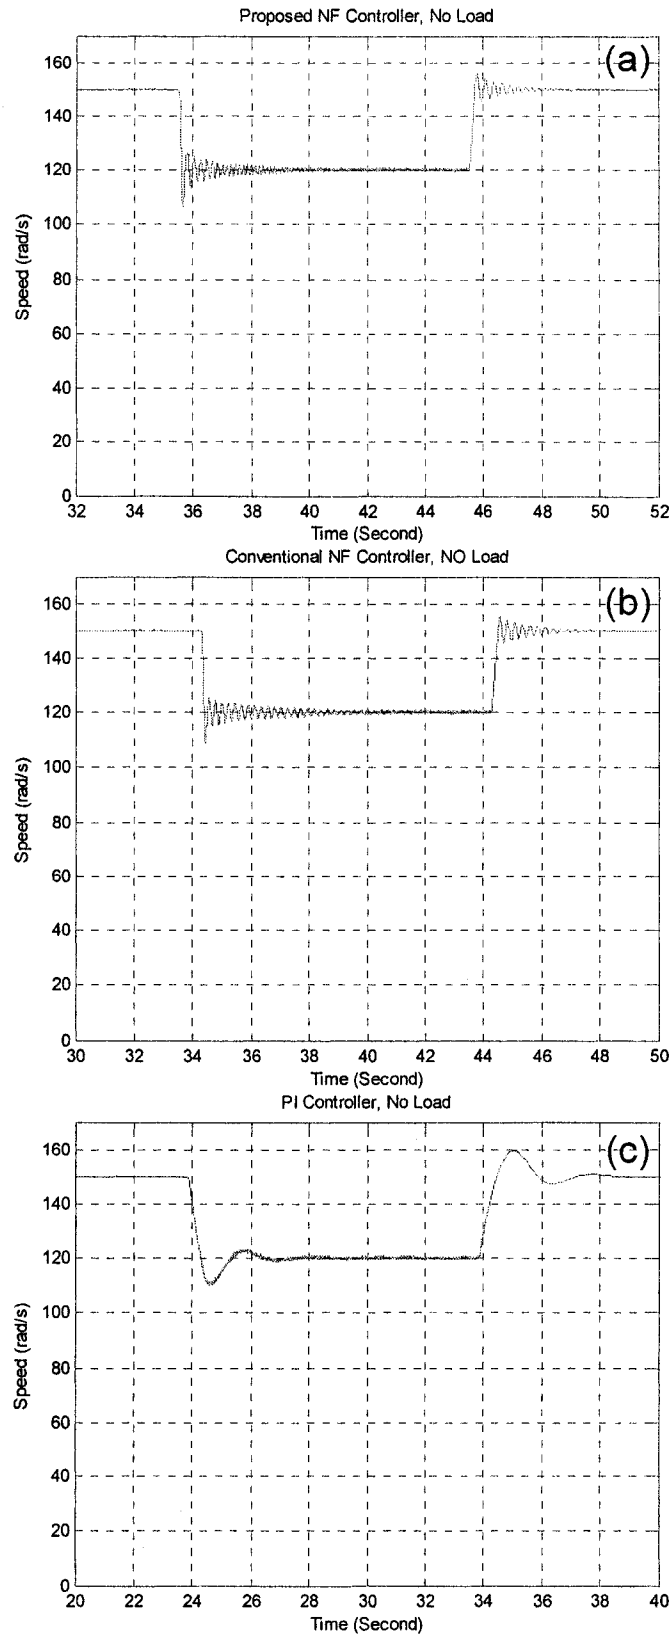 Proposed NF Controller, No Load
(a)
160
140
120
100
80
60
40
20
0
Speed (rad/s)
32 34 36 38 40 42 44 46 48 50 52
Time (Second)
Conventional NF Controller, NO Load
(b)
160
140
120
100
80
60
40
20
0
Speed (rad/s)
30 32 34 36 38 40 42 44 46 48 50
Time (Second)
PI Controller, No Load
(c)
160
140
120
100
80
60
40
20
0
Speed (rad/s)
20 22 24 26 28 30 32 34 36 38 40
Time (Second)